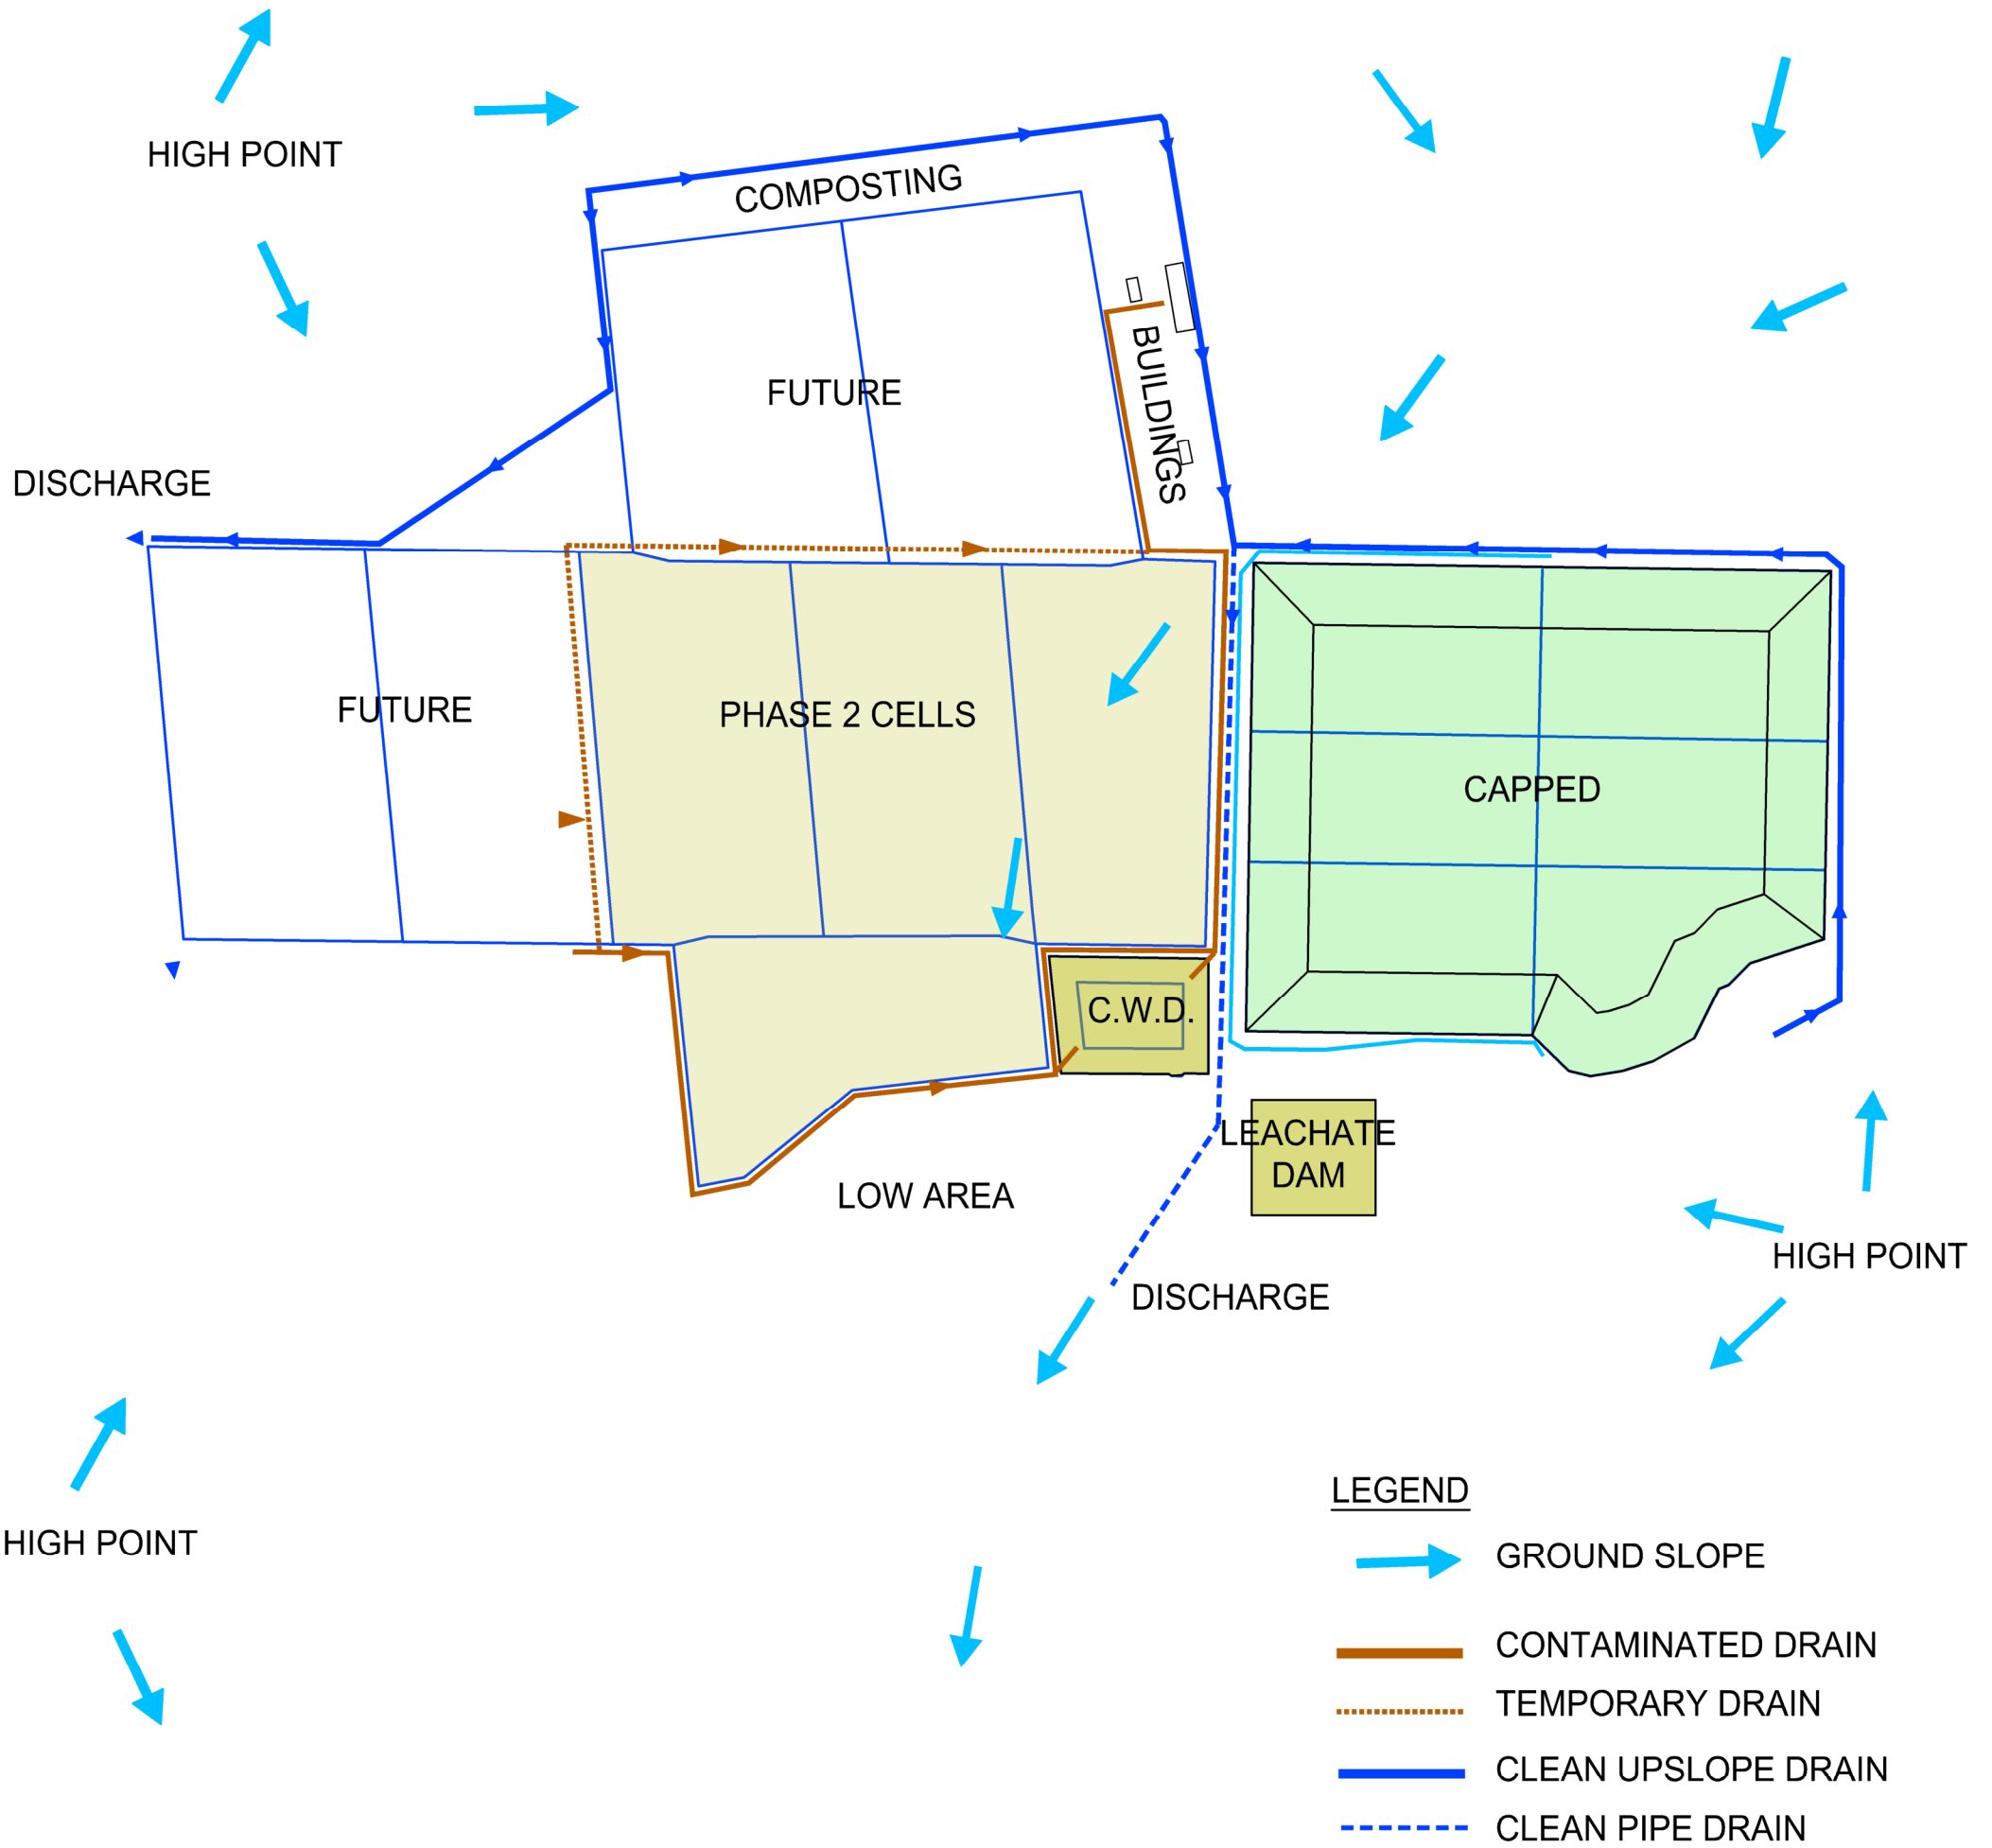 HIGH POINT
COMPOSTING
BUILDINGS
FUTURE
DISCHARGE
FUTURE
PHASE 2 CELLS
CAPPED
C.W.D.
LEACHATE
DAM
LOW AREA
HIGH POINT
DISCHARGE
HIGH POINT
LEGEND
GROUND SLOPE
CONTAMINATED DRAIN
TEMPORARY DRAIN
CLEAN UPSLOPE DRAIN
CLEAN PIPE DRAIN